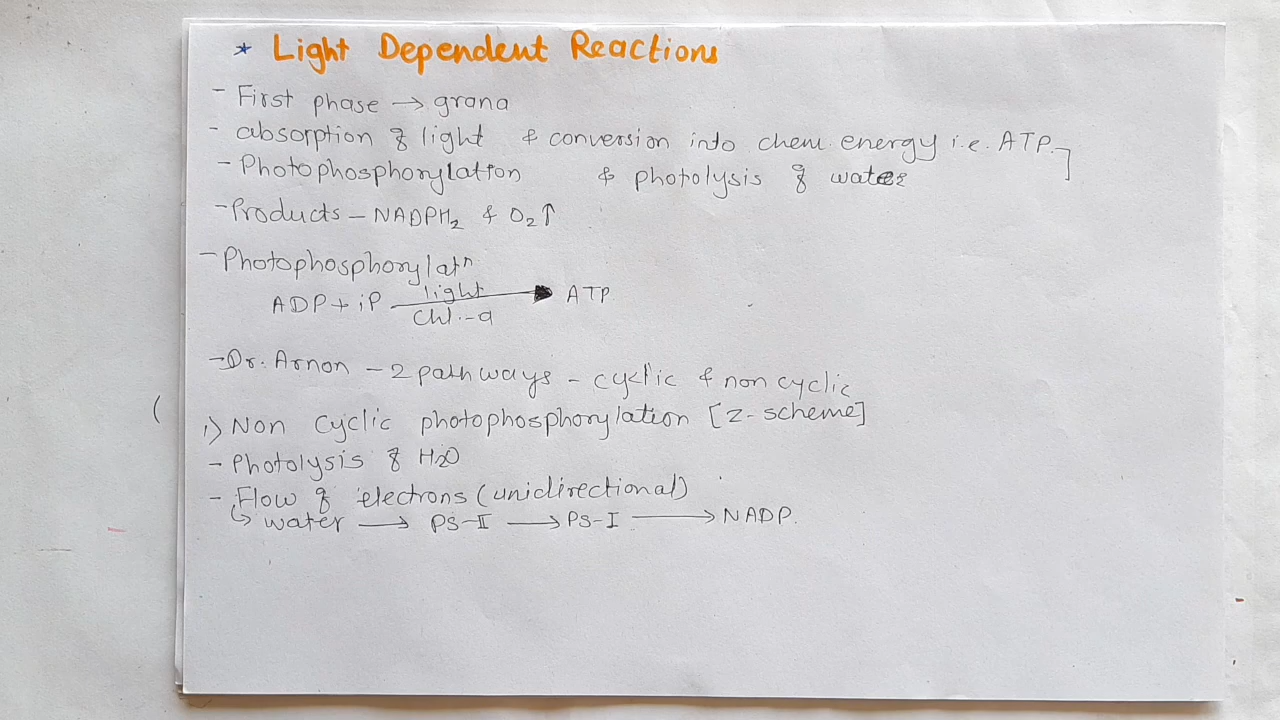 * Light Dependent Reactions
- First phase → grana
- absorption of light & conversion into chem. energy i.e. ATP.]
- Photophosphorylation & photolysis of water
- Products - NADPH₂ & O₂↑
- Photophosphorylatⁿ
ADP + iP light → ATP
Chl.-a
- Dr. Arnon - 2 pathways - cyclic & non cyclic
1) Non Cyclic photophosphorylation [Z-scheme]
- Photolysis of H₂O
- Flow of electrons (unidirectional)
↳ water → PS-II → PS-I → NADP.